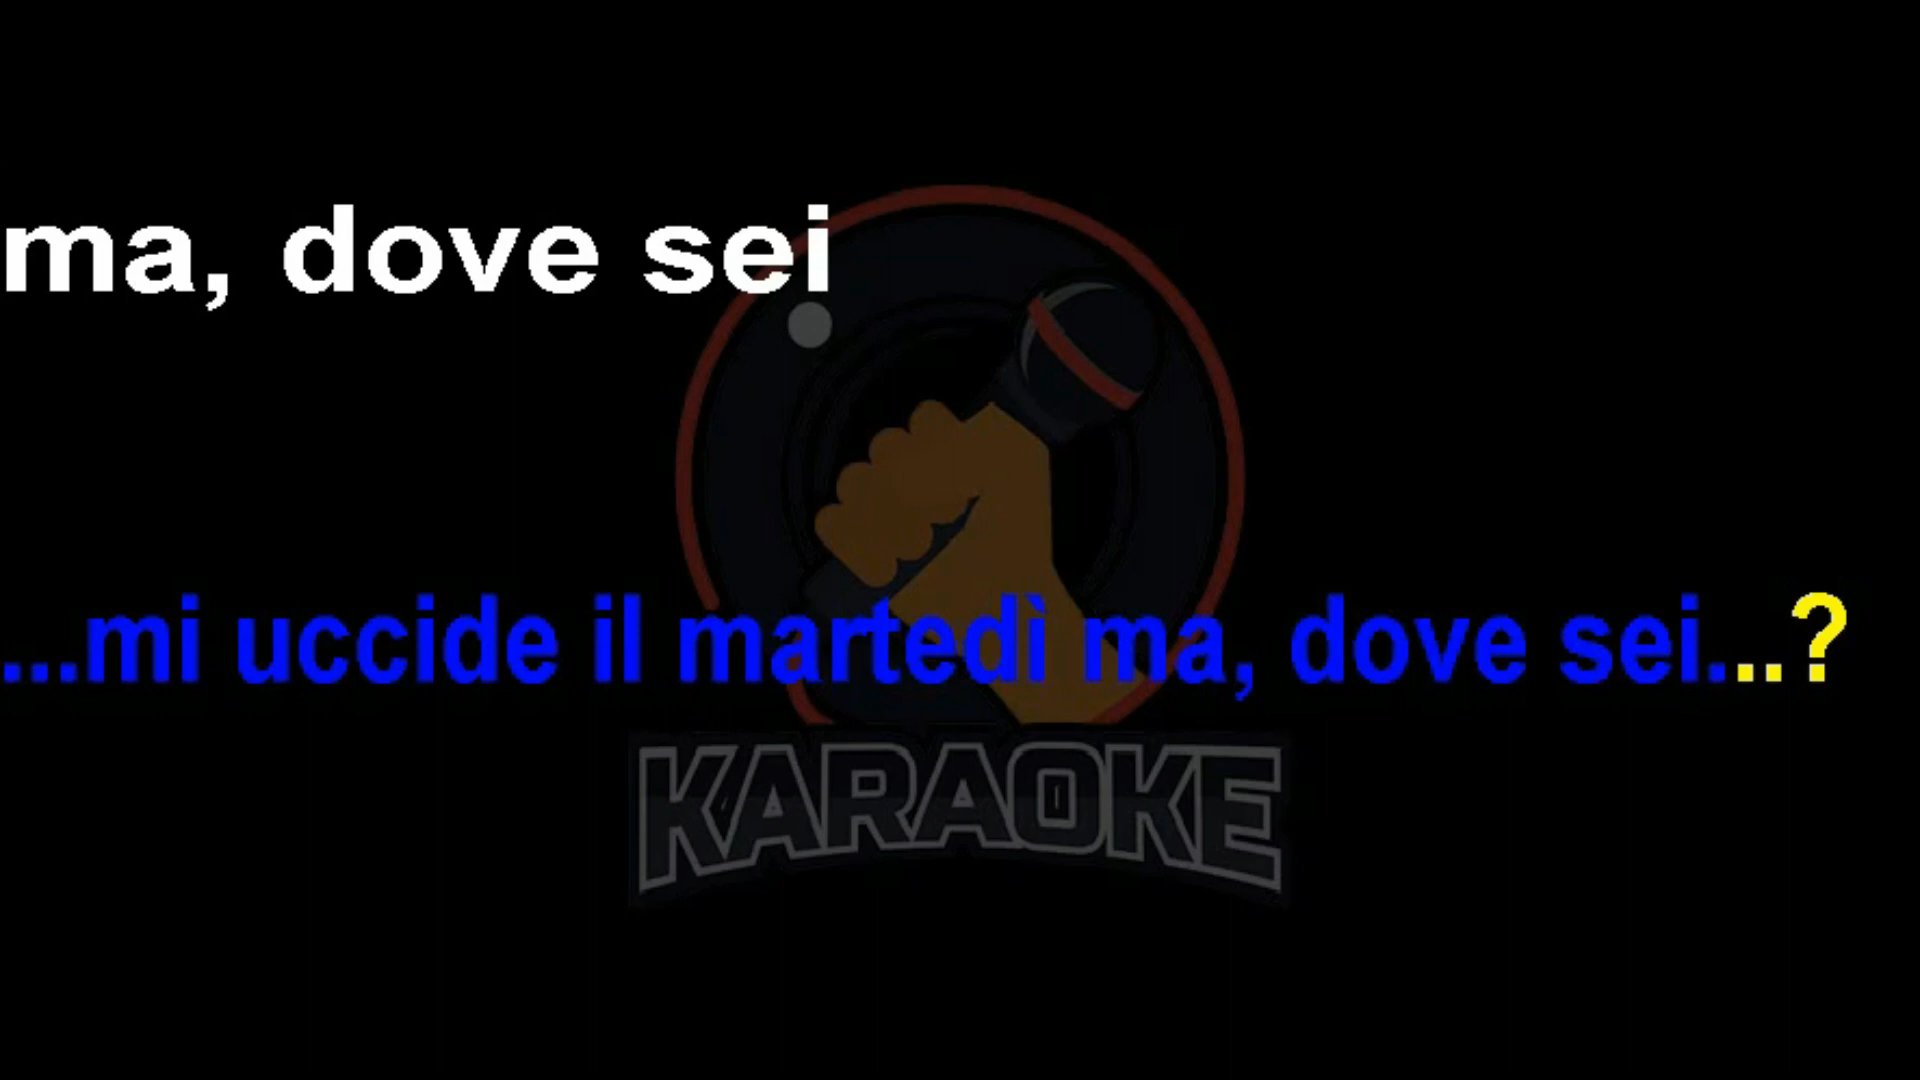 ma, dove sei
...mi uccide il martedì ma, dove sei...?
KARAOKE